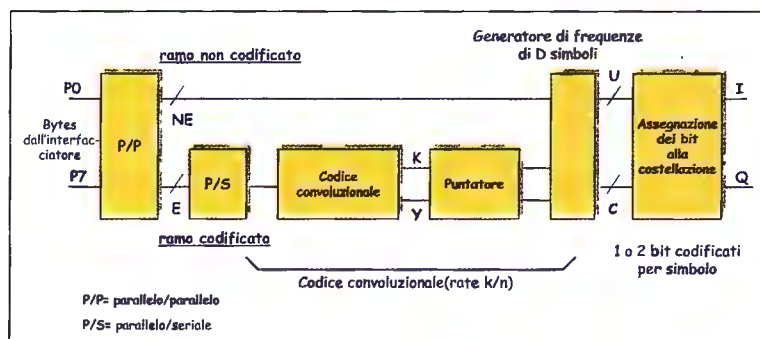 Generatore di frequenze
di D simboli
ramo non codificato
P0
U
I
NE
Bytes
dall'interfac-
ciatore
P/P
P7
E
P/S
Codice
convoluzionale
K
Y
Puntatore
Assegnazione
dei bit
alla
costellazione
C
Q
ramo codificato
1 o 2 bit codificati
per simbolo
Codice convoluzionale(rate k/n)
P/P= parallelo/parallelo
P/S= parallelo/seriale